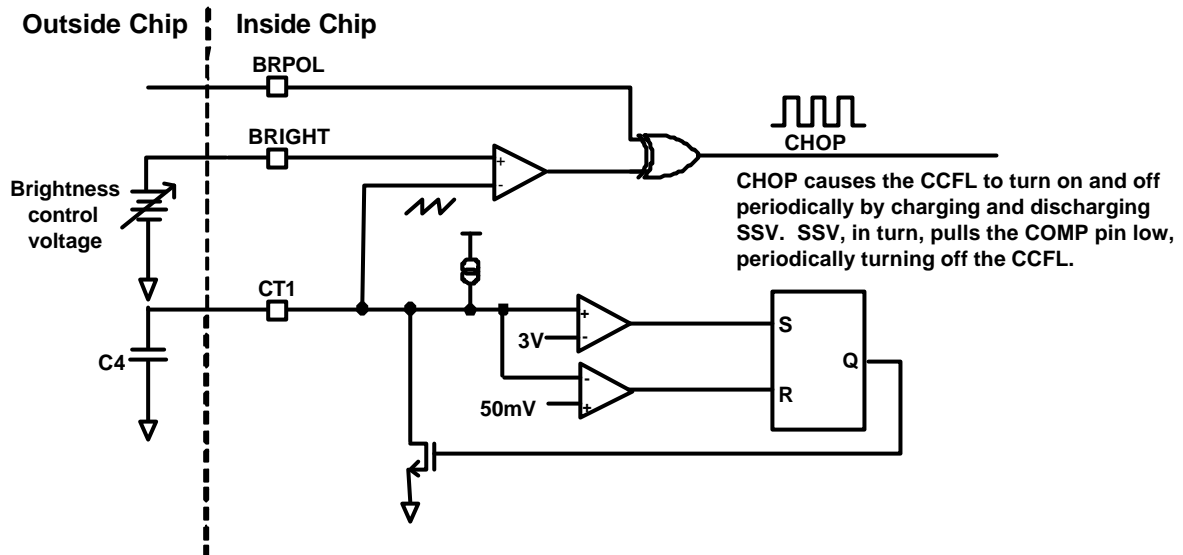 Outside Chip
Inside Chip
BRPOL
BRIGHT
CHOP
Brightness
control
voltage
CHOP causes the CCFL to turn on and off
periodically by charging and discharging
SSV. SSV, in turn, pulls the COMP pin low,
periodically turning off the CCFL.
+
-
CT1
C4
+
-
3V
-
+
50mV
S
R
Q